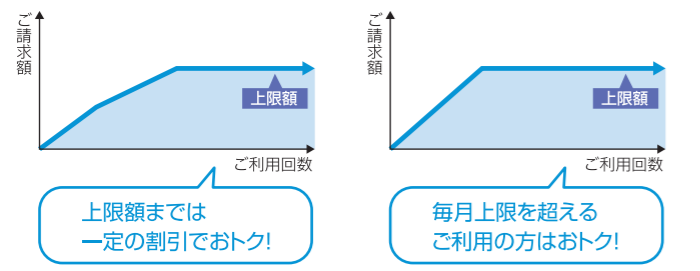 ご請求額
上限額
ご利用回数
上限額までは
一定の割引でおトク!
ご請求額
上限額
ご利用回数
毎月上限を超える
ご利用の方はおトク!